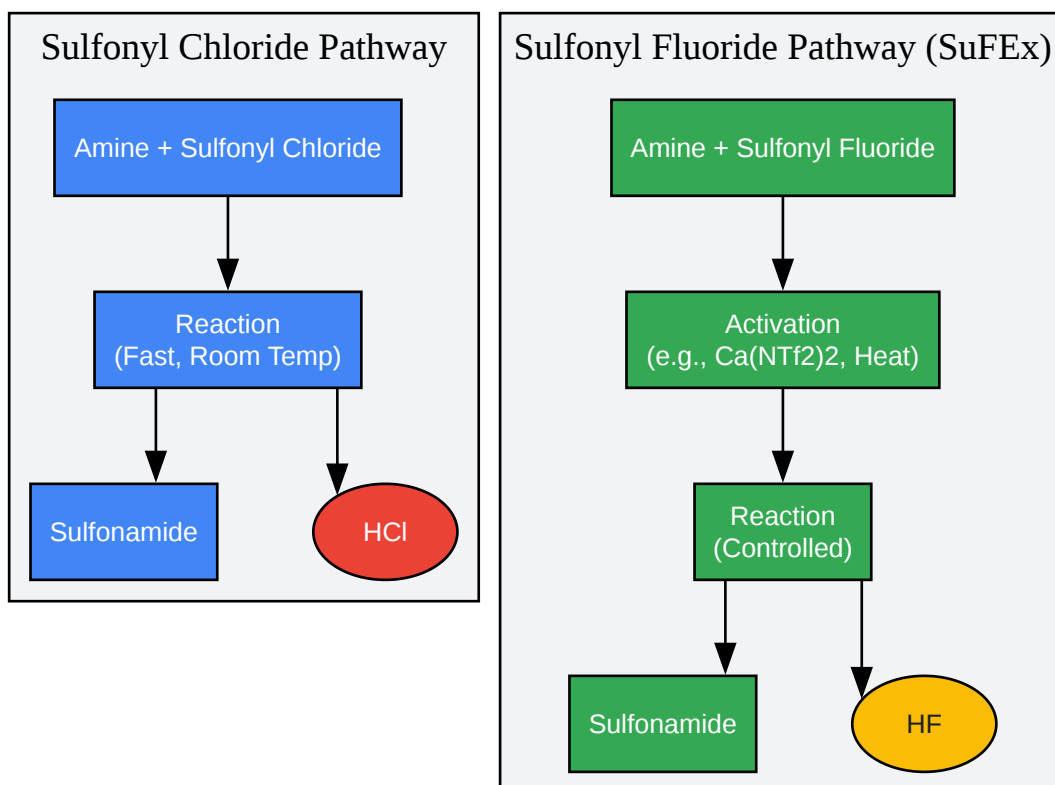 Sulfonyl Chloride Pathway
Amine + Sulfonyl Chloride
Reaction
(Fast, Room Temp)
Sulfonamide
HCl
Sulfonyl Fluoride Pathway (SuFEx)
Amine + Sulfonyl Fluoride
Activation
(e.g., Ca(NTf2)2, Heat)
Reaction
(Controlled)
Sulfonamide
HF